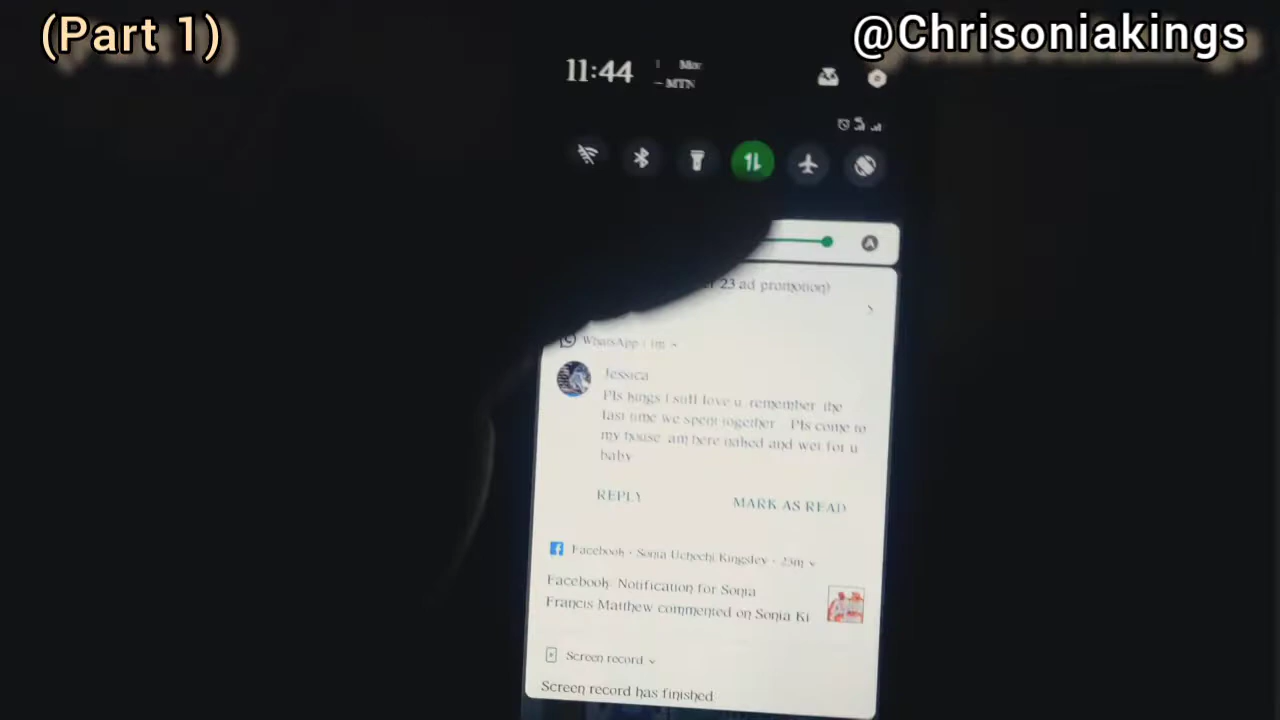 (Part 1)
@Chrisoniakings
11:44
MTN
23 ad promotion)
WhatsApp · 1m
Jessica
Pls kings I still love u, remember the
last time we spent together Pls come to
my house am here naked and wet for u
baby
REPLY
MARK AS READ
Facebook · Sonia Uchechi Kingsley · 23m
Facebook: Notification for Sonia
Francis Matthew commented on Sonia Ki
Screen record
Screen record has finished